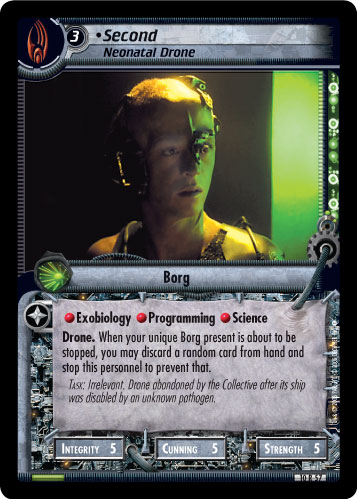 3 •Second
Neonatal Drone
Borg
Exobiology Programming Science
Drone. When your unique Borg present is about to be
stopped, you may discard a random card from hand and
stop this personnel to prevent that.
Task: Irrelevant. Drone abandoned by the Collective after its ship
was disabled by an unknown pathogen.
Integrity 5 Cunning 5 Strength 5
10 R 57